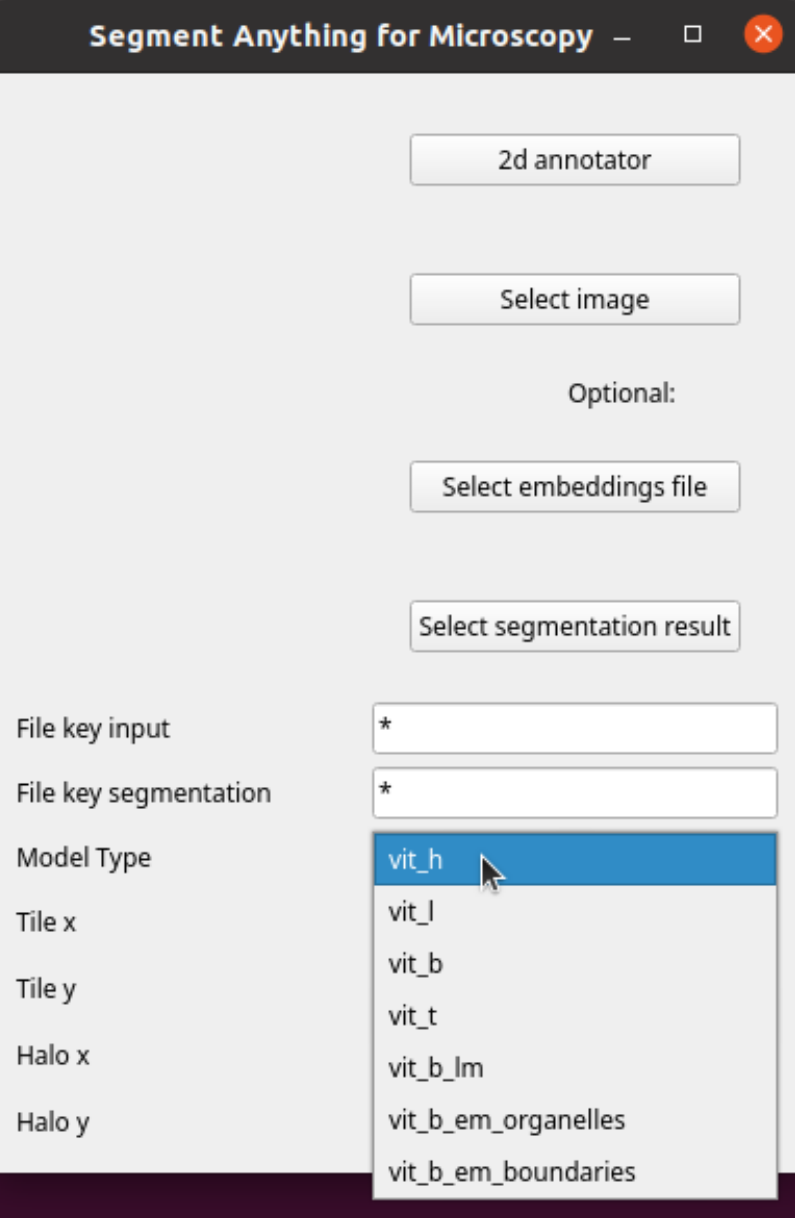 Segment Anything for Microscopy
2d annotator
Select image
Optional:
Select embeddings file
Select segmentation result
File key input *
File key segmentation *
Model Type vit_h
vit_l
Tile x
vit_b
Tile y
vit_t
Halo x
vit_b_lm
Halo y
vit_b_em_organelles
vit_b_em_boundaries